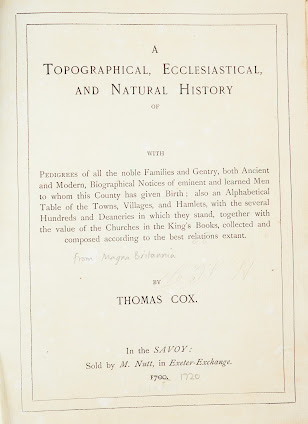 A
TOPOGRAPHICAL, ECCLESIASTICAL,
AND NATURAL HISTORY
OF
WITH
PEDIGREES of all the noble Families and Gentry, both Ancient
and Modern, Biographical Notices of eminent and learned Men
to whom this County has given Birth; also an Alphabetical
Table of the Towns, Villages, and Hamlets, with the several
Hundreds and Deaneries in which they stand, together with
the value of the Churches in the King's Books, collected and
composed according to the best relations extant.
from Magna Britannia
BY
THOMAS COX.
In the SAVOY:
Sold by M. Nutt, in Exeter-Exchange.
1700. 1720